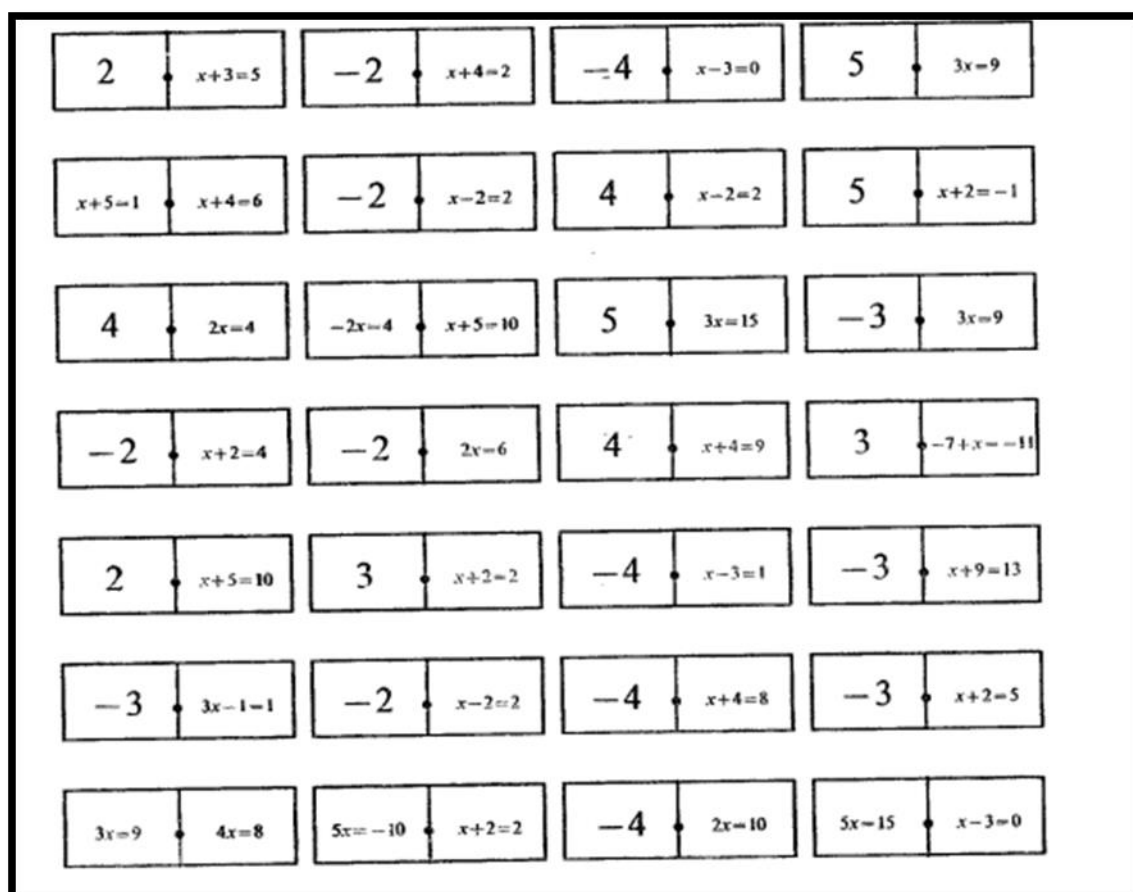 2 x+3=5 -2 x+4=2 -4 x-3=0 5 3x=9
x+5=1 x+4=6 -2 x-2=2 4 x-2=2 5 x+2=-1
4 2x=4 -2x=4 x+5=10 5 3x=15 -3 3x=9
-2 x+2=4 -2 2x=6 4 x+4=9 3 -7+x=-11
2 x+5=10 3 x+2=2 -4 x-3=1 -3 x+9=13
-3 3x-1=1 -2 x-2=2 -4 x+4=8 -3 x+2=5
3x=9 4x=8 5x=-10 x+2=2 -4 2x=10 5x=15 x-3=0